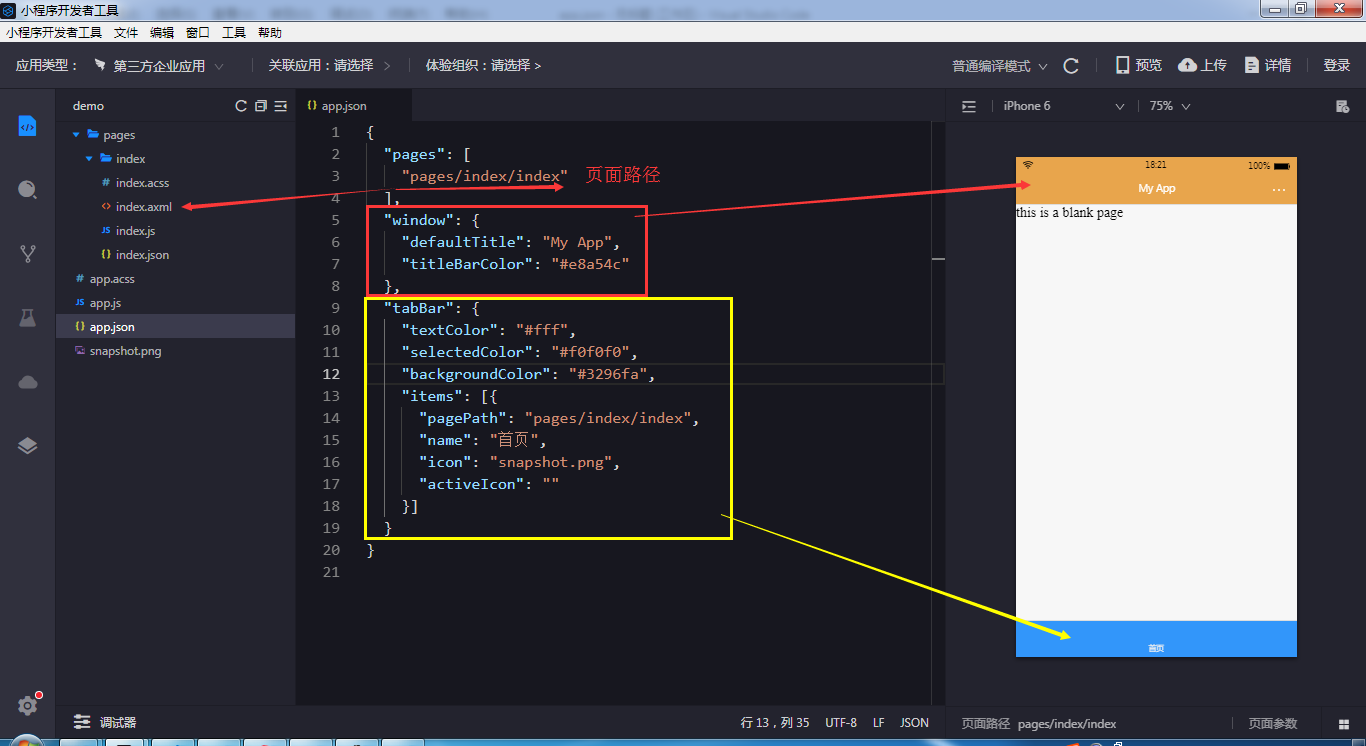 小程序开发者工具
小程序开发者工具 文件 编辑 窗口 工具 帮助
应用类型： 第三方企业应用 关联应用：请选择 > 体验组织：请选择 > 普通编译模式 预览 上传 详情 登录
demo
pages
index
index.acss
index.axml
index.js
index.json
app.acss
app.js
app.json
snapshot.png
app.json
1 {
2 "pages": [
3 "pages/index/index" 页面路径
4 ],
5 "window": {
6 "defaultTitle": "My App",
7 "titleBarColor": "#e8a54c"
8 },
9 "tabBar": {
10 "textColor": "#fff",
11 "selectedColor": "#f0f0f0",
12 "backgroundColor": "#3296fa",
13 "items": [{
14 "pagePath": "pages/index/index",
15 "name": "首页",
16 "icon": "snapshot.png",
17 "activeIcon": ""
18 }]
19 }
20 }
21
iPhone 6 75%
18:21 100%
My App ...
this is a blank page
首页
调试器 行 13，列 35 UTF-8 LF JSON 页面路径 pages/index/index 页面参数